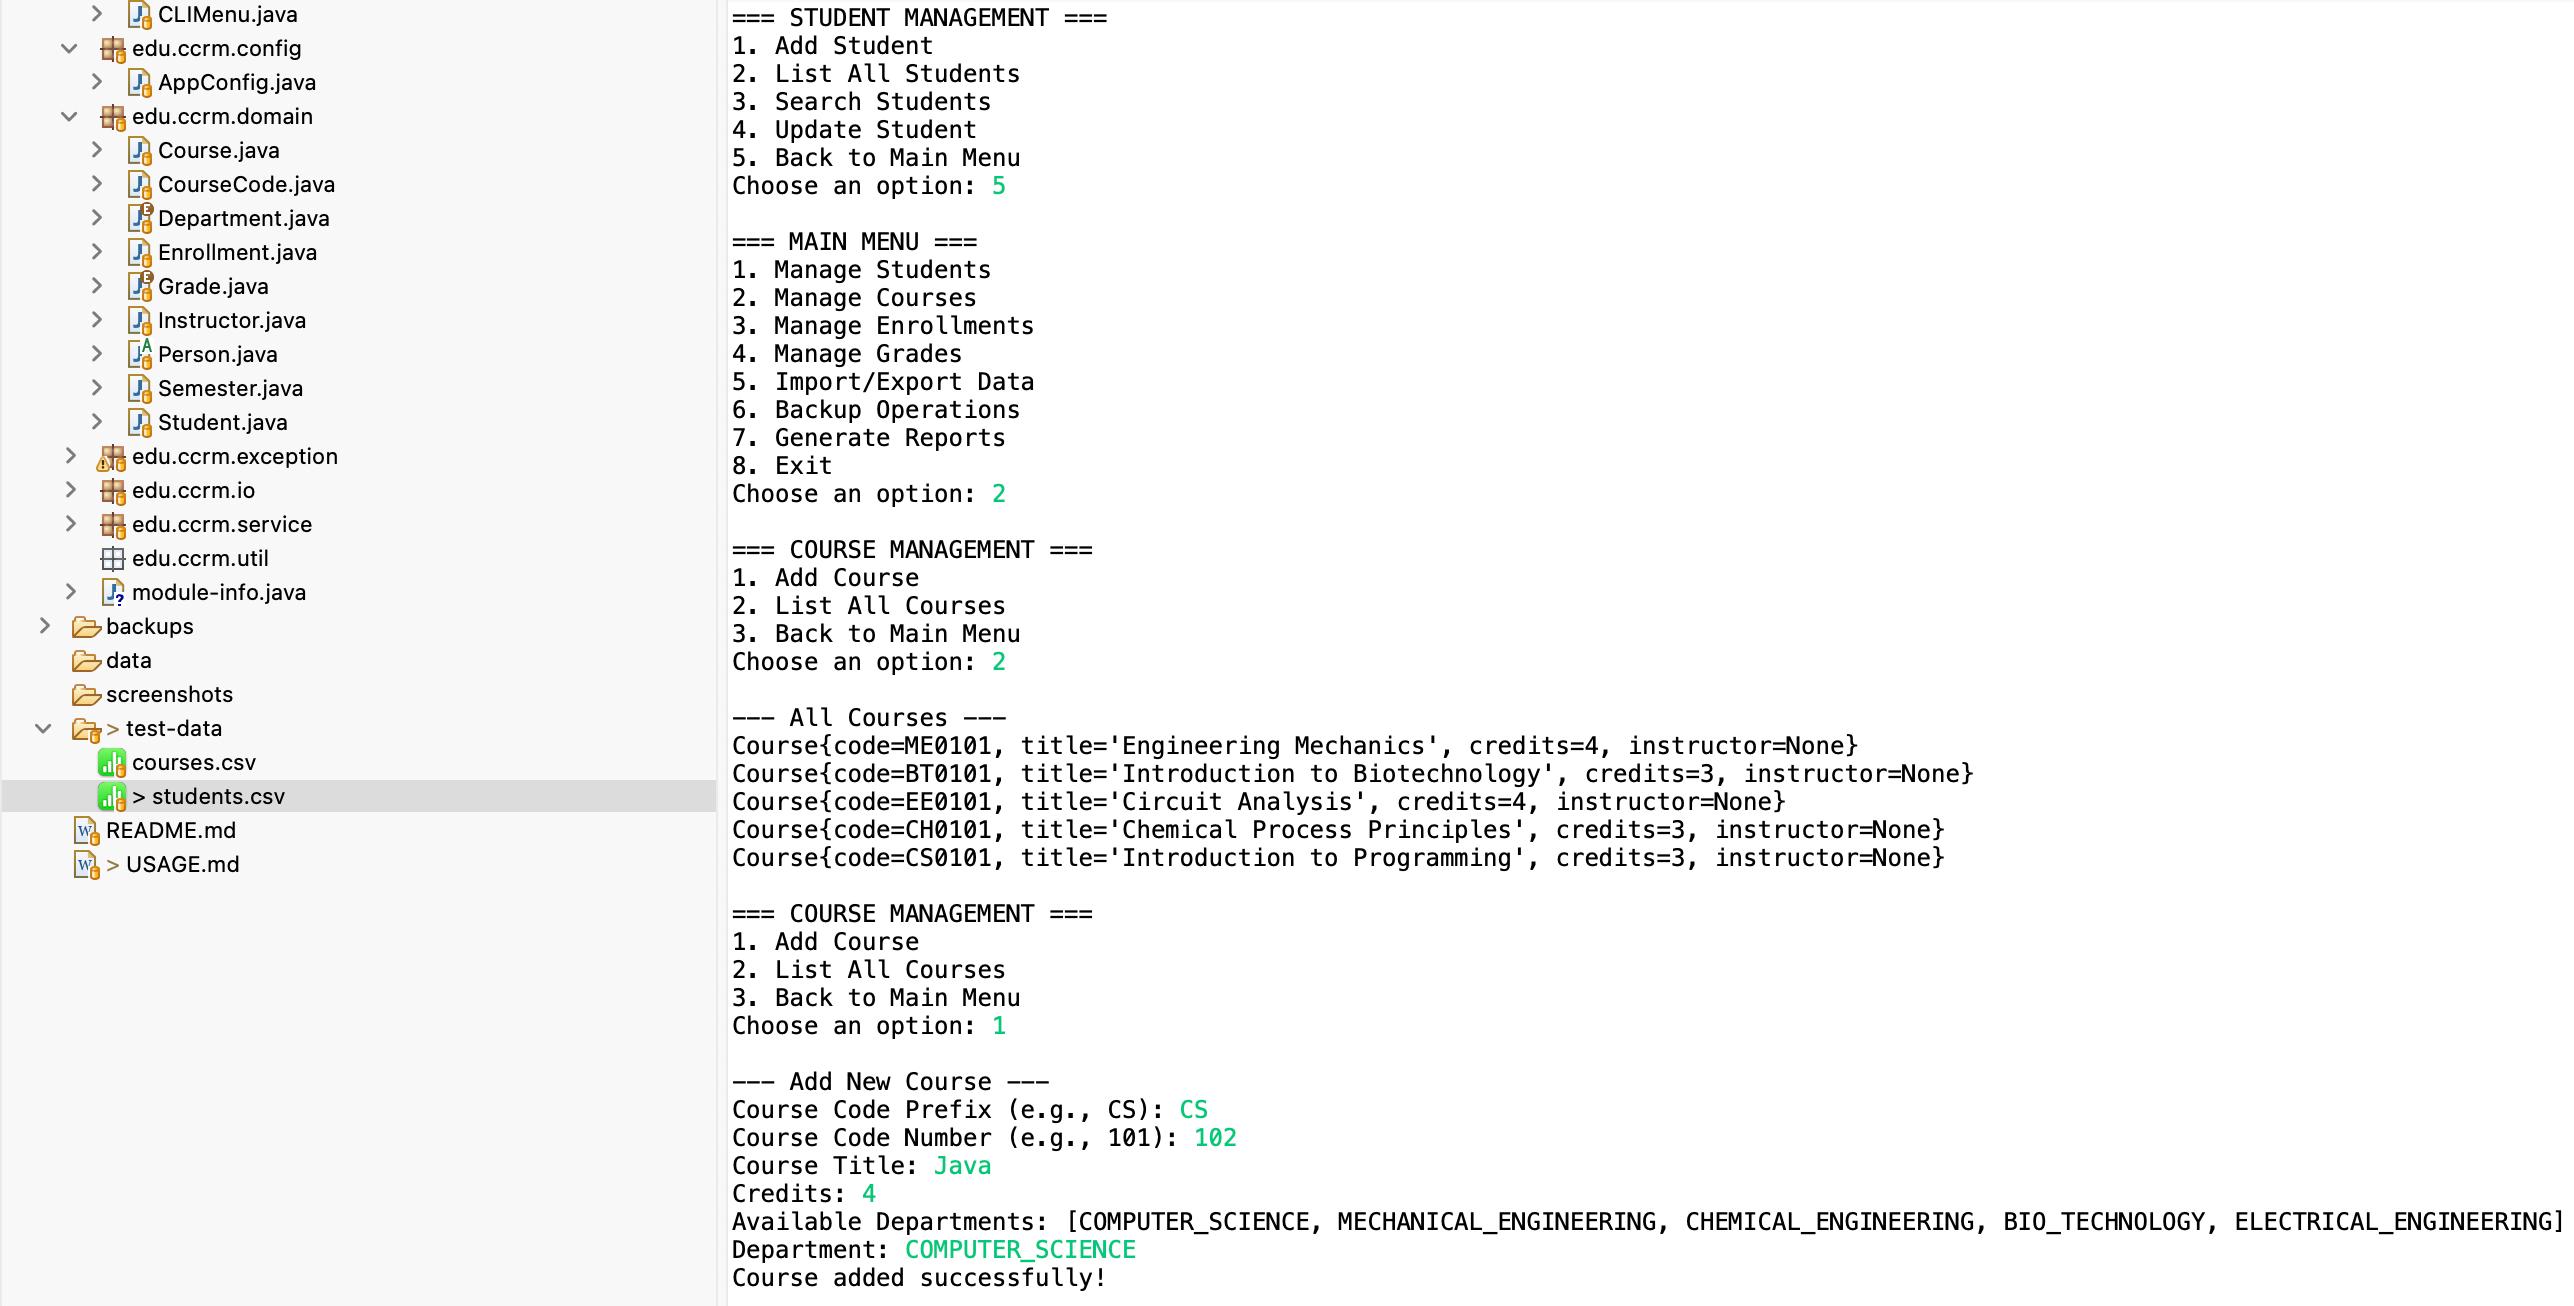 CLIMenu.java
edu.ccrm.config
AppConfig.java
edu.ccrm.domain
Course.java
CourseCode.java
Department.java
Enrollment.java
Grade.java
Instructor.java
Person.java
Semester.java
Student.java
edu.ccrm.exception
edu.ccrm.io
edu.ccrm.service
edu.ccrm.util
module-info.java
backups
data
screenshots
> test-data
courses.csv
> students.csv
README.md
> USAGE.md
=== STUDENT MANAGEMENT ===
1. Add Student
2. List All Students
3. Search Students
4. Update Student
5. Back to Main Menu
Choose an option: 5
=== MAIN MENU ===
1. Manage Students
2. Manage Courses
3. Manage Enrollments
4. Manage Grades
5. Import/Export Data
6. Backup Operations
7. Generate Reports
8. Exit
Choose an option: 2
=== COURSE MANAGEMENT ===
1. Add Course
2. List All Courses
3. Back to Main Menu
Choose an option: 2
--- All Courses ---
Course{code=ME0101, title='Engineering Mechanics', credits=4, instructor=None}
Course{code=BT0101, title='Introduction to Biotechnology', credits=3, instructor=None}
Course{code=EE0101, title='Circuit Analysis', credits=4, instructor=None}
Course{code=CH0101, title='Chemical Process Principles', credits=3, instructor=None}
Course{code=CS0101, title='Introduction to Programming', credits=3, instructor=None}
=== COURSE MANAGEMENT ===
1. Add Course
2. List All Courses
3. Back to Main Menu
Choose an option: 1
--- Add New Course ---
Course Code Prefix (e.g., CS): CS
Course Code Number (e.g., 101): 102
Course Title: Java
Credits: 4
Available Departments: [COMPUTER_SCIENCE, MECHANICAL_ENGINEERING, CHEMICAL_ENGINEERING, BIO_TECHNOLOGY, ELECTRICAL_ENGINEERING]
Department: COMPUTER_SCIENCE
Course added successfully!